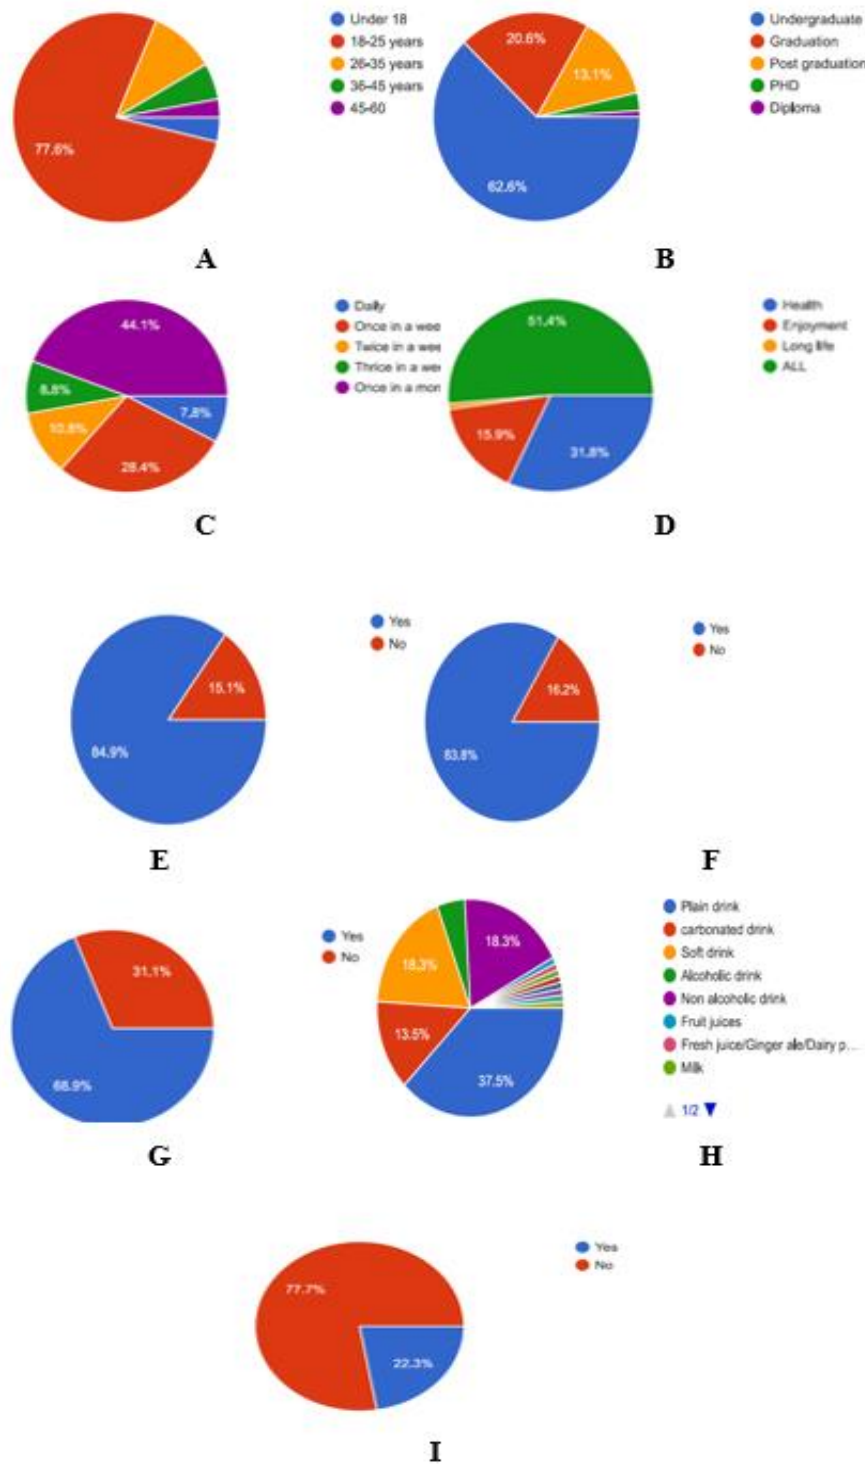 Under 18
18-25 years
26-35 years
36-45 years
45-60
77.6%
A
Undergraduate
Graduation
Post graduation
PHD
Diploma
20.6%
13.1%
62.6%
B
Daily
Once in a wee
Twice in a wee
Thrice in a wee
Once in a mon
44.1%
8.8%
7.8%
10.8%
28.4%
C
Health
Enjoyment
Long life
ALL
51.4%
15.9%
31.8%
D
Yes
No
15.1%
84.9%
E
Yes
No
16.2%
83.8%
F
Yes
No
31.1%
68.9%
G
Plain drink
carbonated drink
Soft drink
Alcoholic drink
Non alcoholic drink
Fruit juices
Fresh juice/Ginger ale/Dairy p...
Milk
1/2
18.3%
18.3%
13.5%
37.5%
H
Yes
No
77.7%
22.3%
I